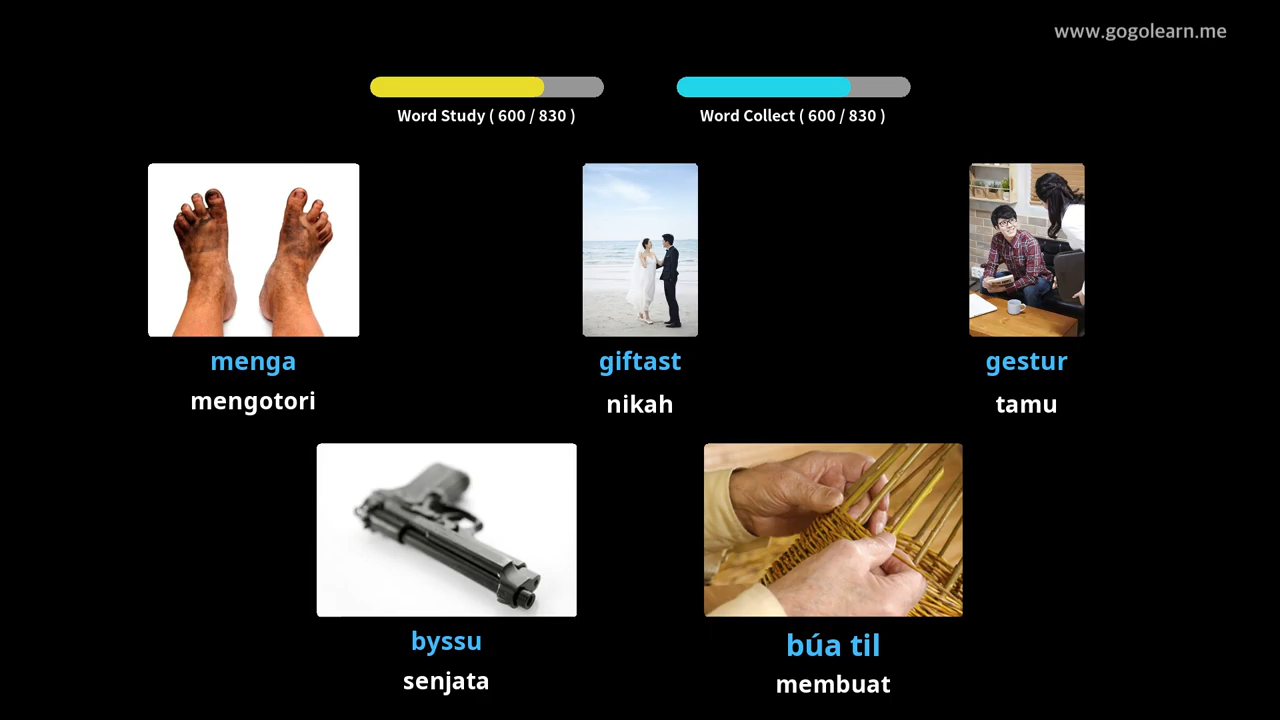 www.gogolearn.me
Word Study ( 600 / 830 )
Word Collect ( 600 / 830 )
menga
mengotori
giftast
nikah
gestur
tamu
byssu
senjata
búa til
membuat